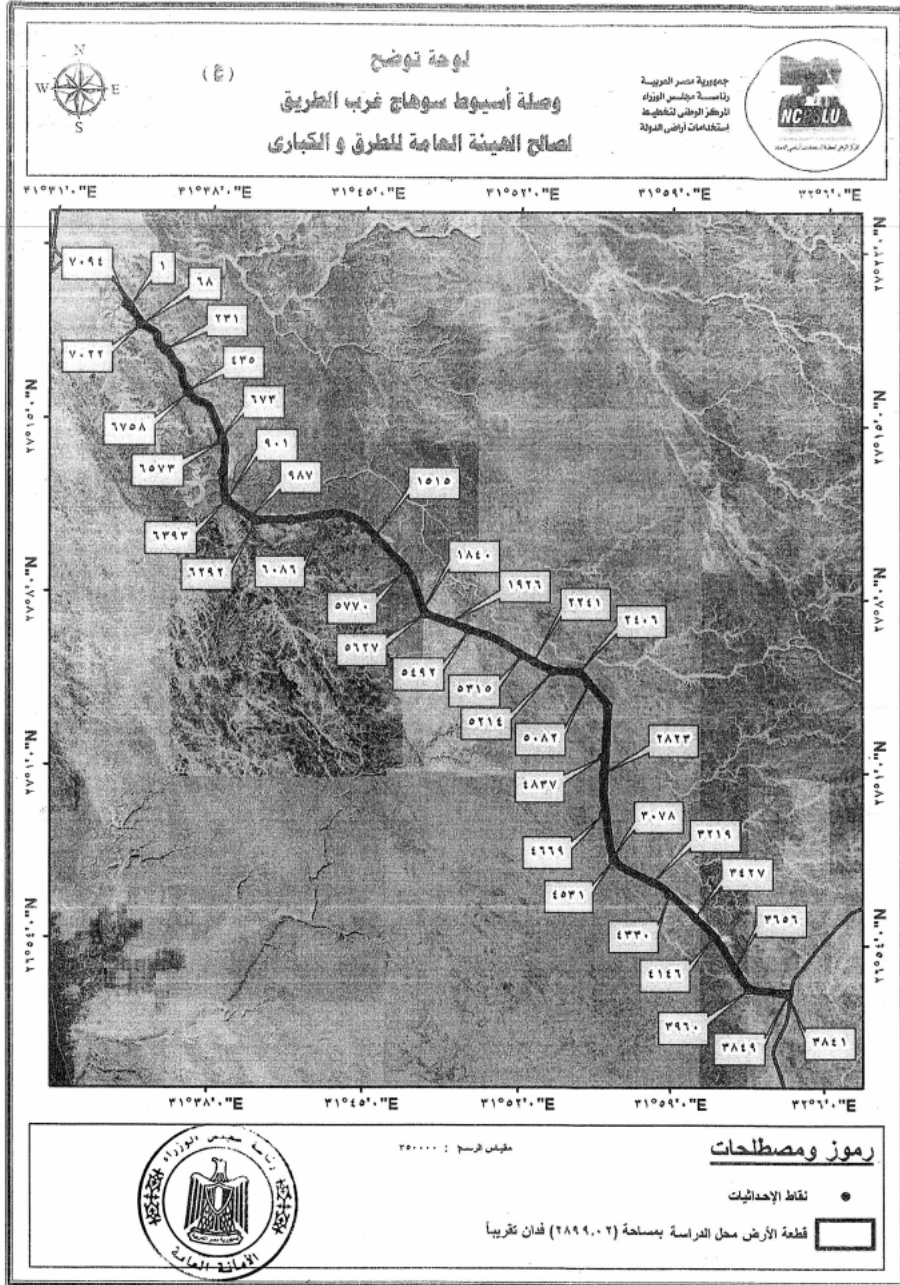 N
W E
S
(٤)
لوحة توضح
وصلة أسيوط سوهاج غرب الطريق
لصالح الهيئة العامة للطرق و الكبارى
جمهورية مصر العربية
رئاسة مجلس الوزراء
المركز الوطنى لتخطيط
إستخدامات أراضى الدولة
NCPSLU
٣١°٣١'٠"E ٣١°٣٨'٠"E ٣١°٤٥'٠"E ٣١°٥٢'٠"E ٣١°٥٩'٠"E ٣٢°٦'٠"E
٧٠٩٤
١
٦٨
٢٣١
٧٠٢٢
٤٣٥
٦٧٥٨
٦٧٣
٦٥٧٣
٩٠١
٩٨٧
١٥١٥
٦٣٩٣
٦٢٩٢
٦٠٨٦
١٨٤٠
٥٧٧٠
١٩٢٦
٢٢٤١
٢٤٠٦
٥٦٢٧
٥٤٩٢
٥٣١٥
٥٢١٤
٥٠٨٢
٢٨٢٣
٤٨٣٧
٣٠٧٨
٤٦٦٩
٣٢١٩
٤٥٣١
٣٤٢٧
٤٣٣٠
٣٦٥٦
٤١٤٦
٣٩٦٠
٣٨٤٩
٣٨٤١
٣١°٣٨'٠"E ٣١°٤٥'٠"E ٣١°٥٢'٠"E ٣١°٥٩'٠"E ٣٢°٦'٠"E
رموز ومصطلحات
مقياس الرسم : ٣٥٠٠٠٠
نقاط الإحداثيات
قطعة الأرض محل الدراسة بمساحة (٢٨٩٩.٠٢) فدان تقريباً
رئاسة مجلس الوزراء
الأمانة العامة